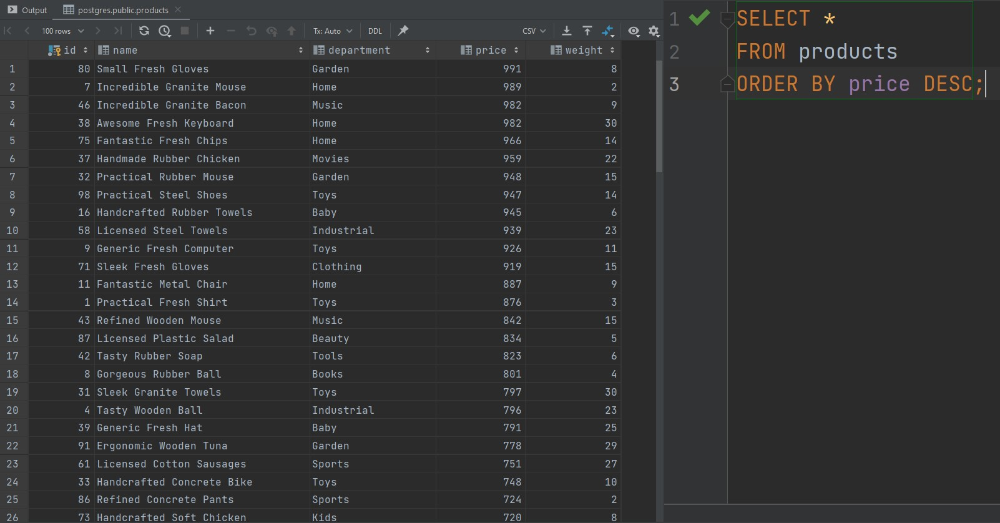 Output postgres.public.products
100 rows Tx: Auto DDL CSV
id name department price weight
1 80 Small Fresh Gloves Garden 991 8
2 7 Incredible Granite Mouse Home 989 2
3 46 Incredible Granite Bacon Music 982 9
4 38 Awesome Fresh Keyboard Home 982 30
5 75 Fantastic Fresh Chips Home 966 14
6 37 Handmade Rubber Chicken Movies 959 22
7 32 Practical Rubber Mouse Garden 948 15
8 98 Practical Steel Shoes Toys 947 14
9 16 Handcrafted Rubber Towels Baby 945 6
10 58 Licensed Steel Towels Industrial 939 23
11 9 Generic Fresh Computer Toys 926 11
12 71 Sleek Fresh Gloves Clothing 919 15
13 11 Fantastic Metal Chair Home 887 9
14 1 Practical Fresh Shirt Toys 876 3
15 43 Refined Wooden Mouse Music 842 15
16 87 Licensed Plastic Salad Beauty 834 5
17 42 Tasty Rubber Soap Tools 823 6
18 8 Gorgeous Rubber Ball Books 801 4
19 31 Sleek Granite Towels Toys 797 30
20 4 Tasty Wooden Ball Industrial 796 23
21 39 Generic Fresh Hat Baby 791 25
22 91 Ergonomic Wooden Tuna Garden 778 29
23 61 Licensed Cotton Sausages Sports 751 27
24 33 Handcrafted Concrete Bike Toys 748 10
25 86 Refined Concrete Pants Sports 724 2
26 73 Handcrafted Soft Chicken Kids 720 8
1 SELECT *
2 FROM products
3 ORDER BY price DESC;